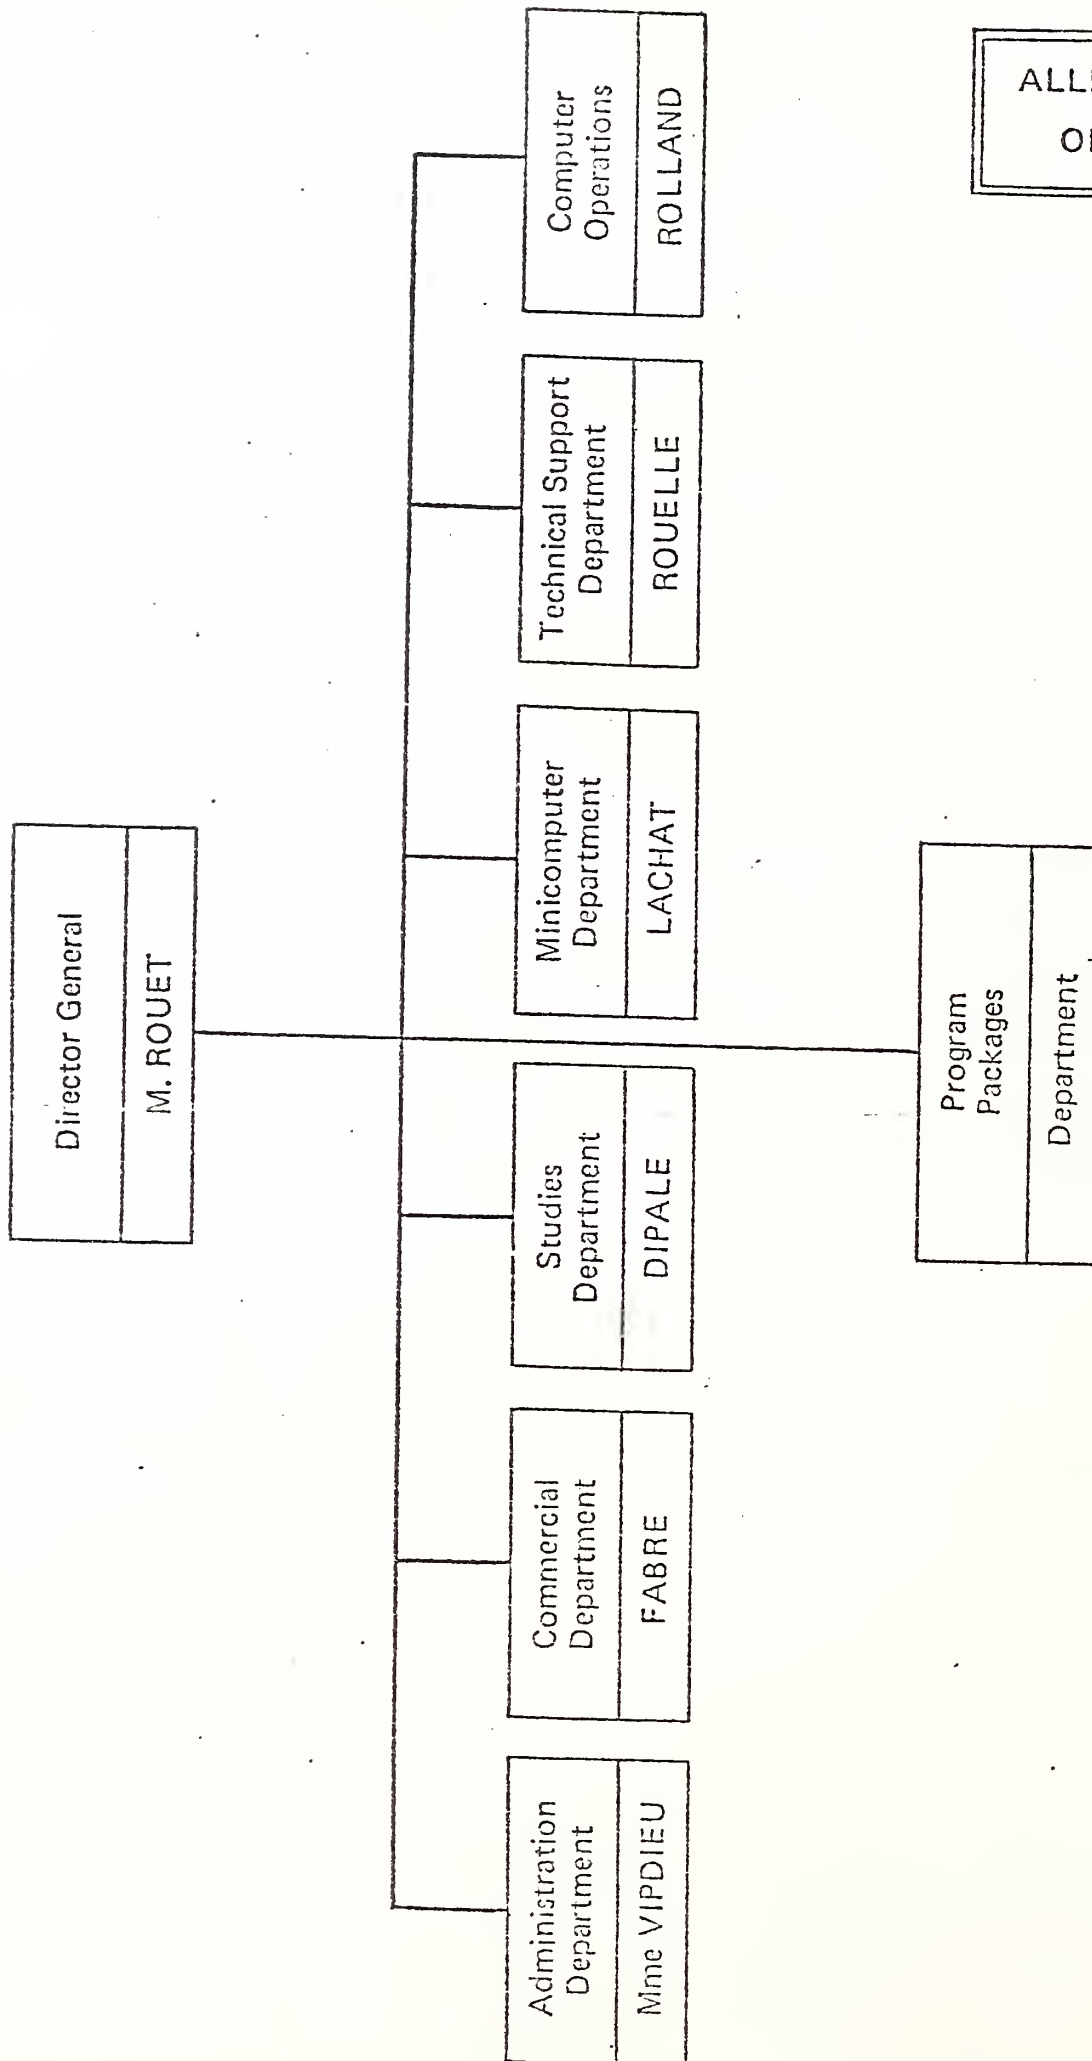 Director General
M. ROUET
Administration
Department
Mme VIPDIEU
Commercial
Department
FABRE
Studies
Department
DIPALE
Minicomputer
Department
LACHAT
Technical Support
Department
ROUELLE
Computer
Operations
ROLLAND
Program
Packages
Department